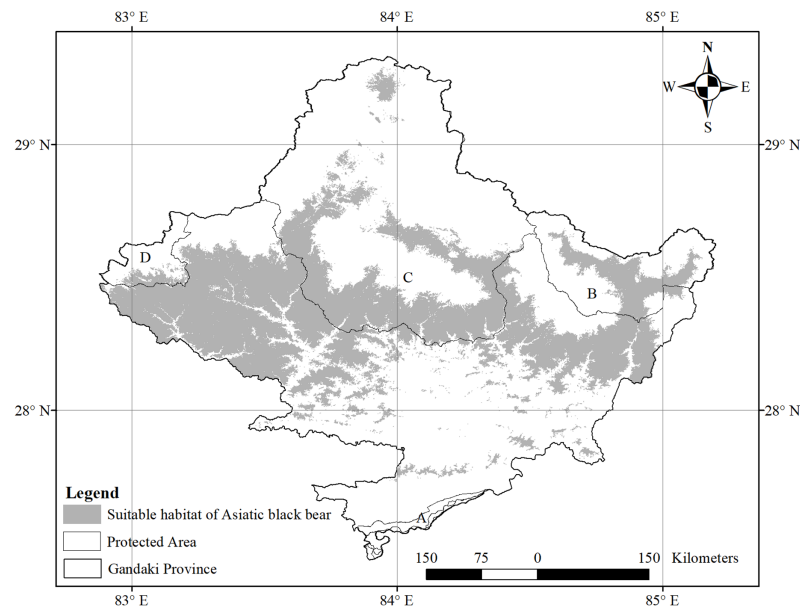 83° E 84° E 85° E
N
W E
S
29° N 29° N
D
C
B
28° N 28° N
Legend
Suitable habitat of Asiatic black bear
A
Protected Area
150 75 0 150 Kilometers
Gandaki Province
83° E 84° E 85° E